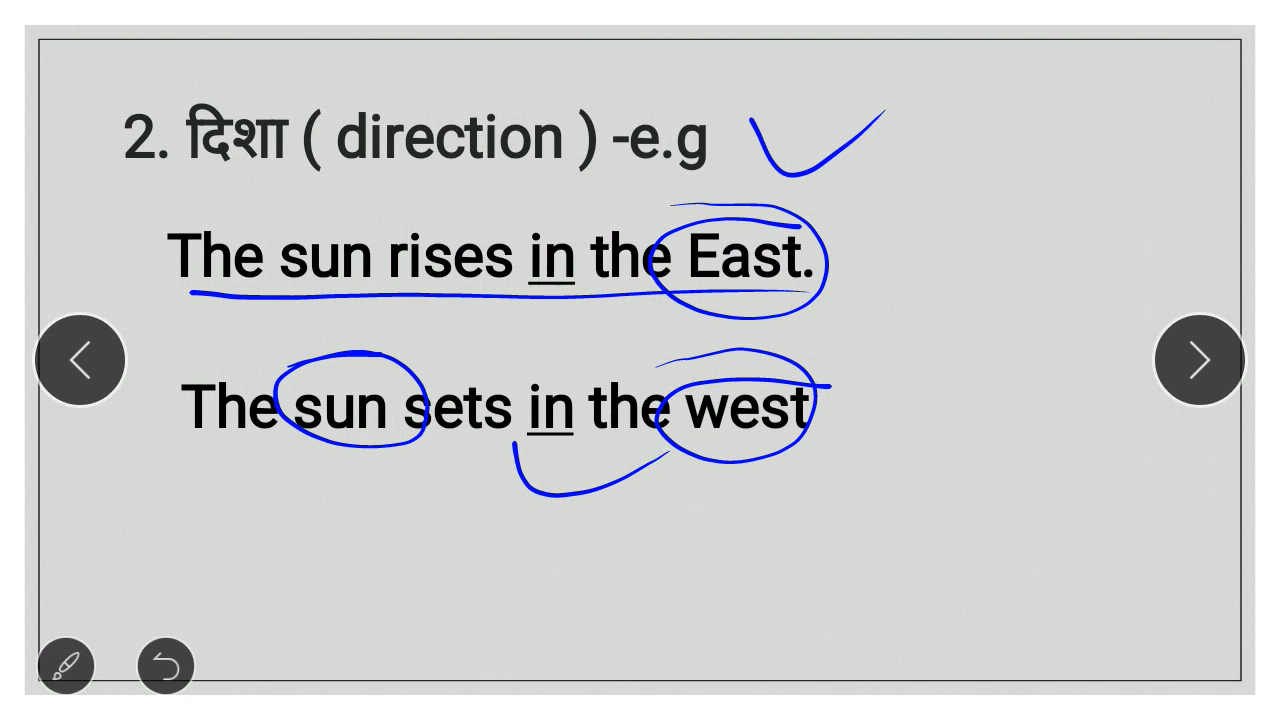 2. दिशा ( direction ) -e.g
The sun rises in the East.
The sun sets in the west